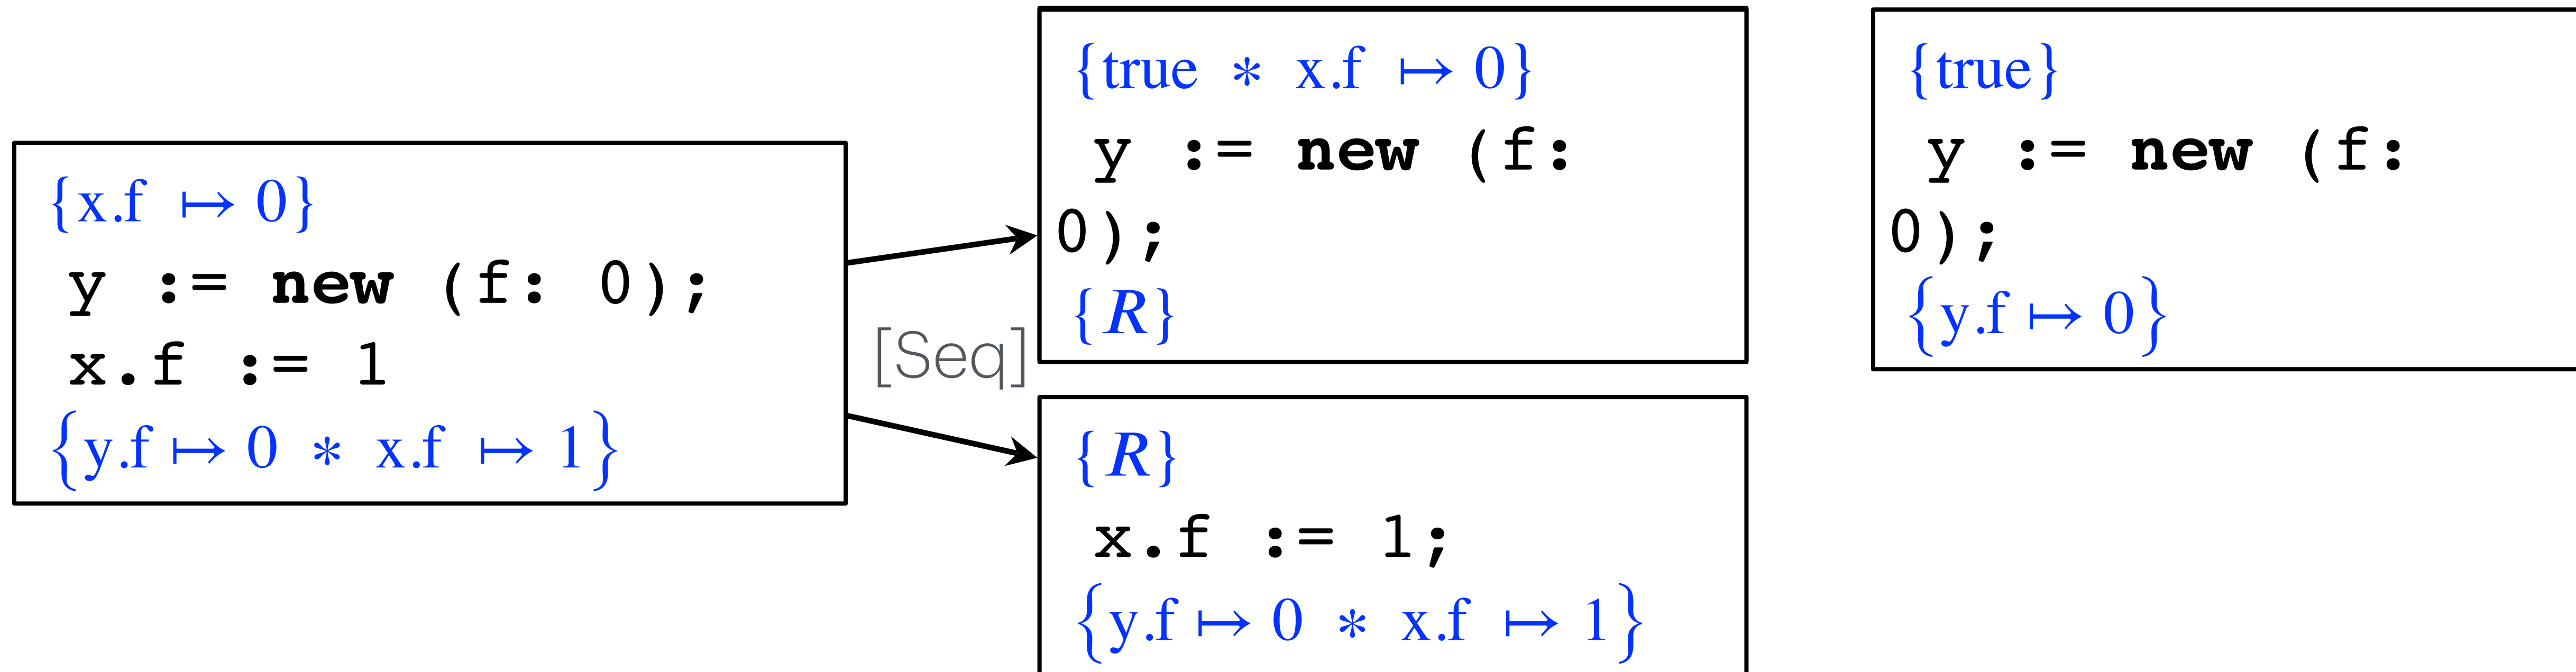 {x.f ↦ 0}
y := new (f: 0);
x.f := 1
{y.f ↦ 0 * x.f ↦ 1}
[Seq]
{true * x.f ↦ 0}
y := new (f:
0);
{R}
{R}
x.f := 1;
{y.f ↦ 0 * x.f ↦ 1}
{true}
y := new (f:
0);
{y.f ↦ 0}